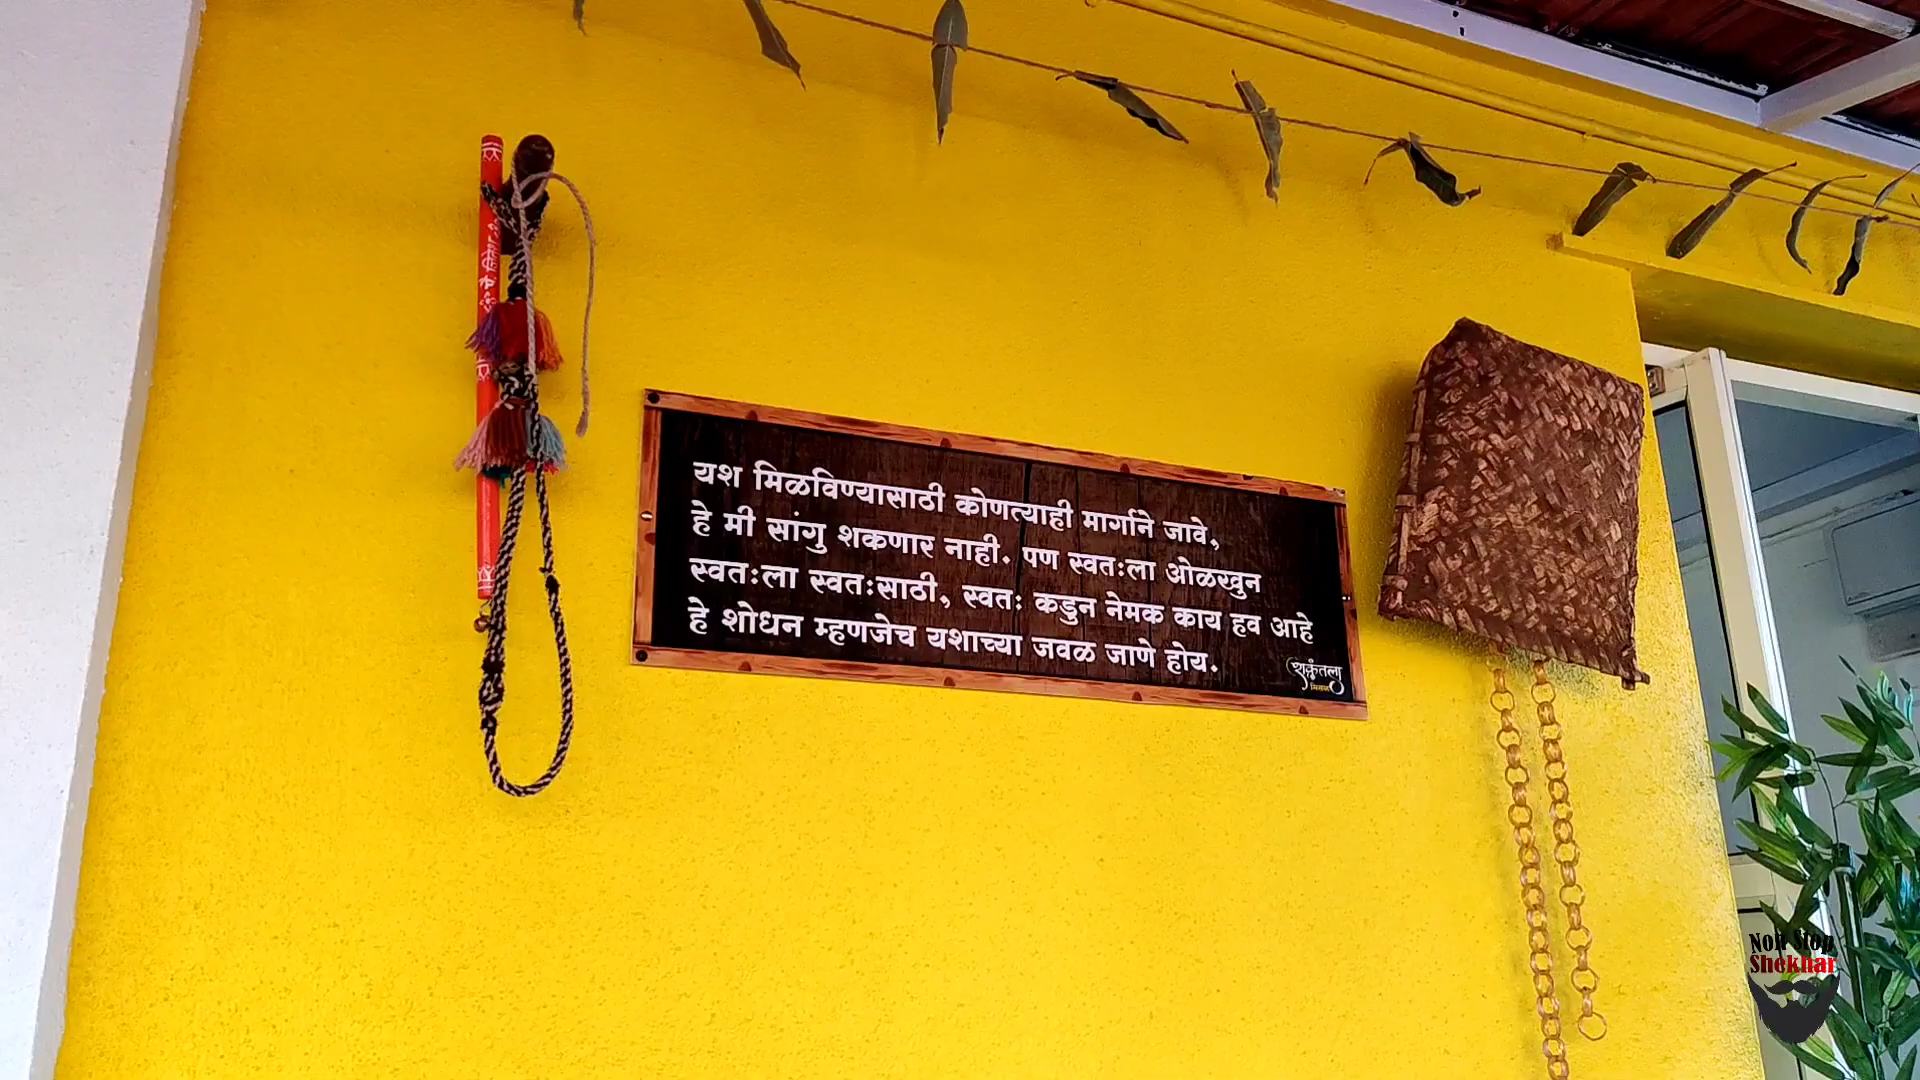 यश मिळविण्यासाठी कोणत्याही मार्गाने जावे,
हे मी सांगु शकणार नाही. पण स्वतःला ओळखुन
स्वतःला स्वतःसाठी, स्वतः कडुन नेमक काय हव आहे
हे शोधन म्हणजेच यशाच्या जवळ जाणे होय.
शकुंतला
Non Stop
Shekhar